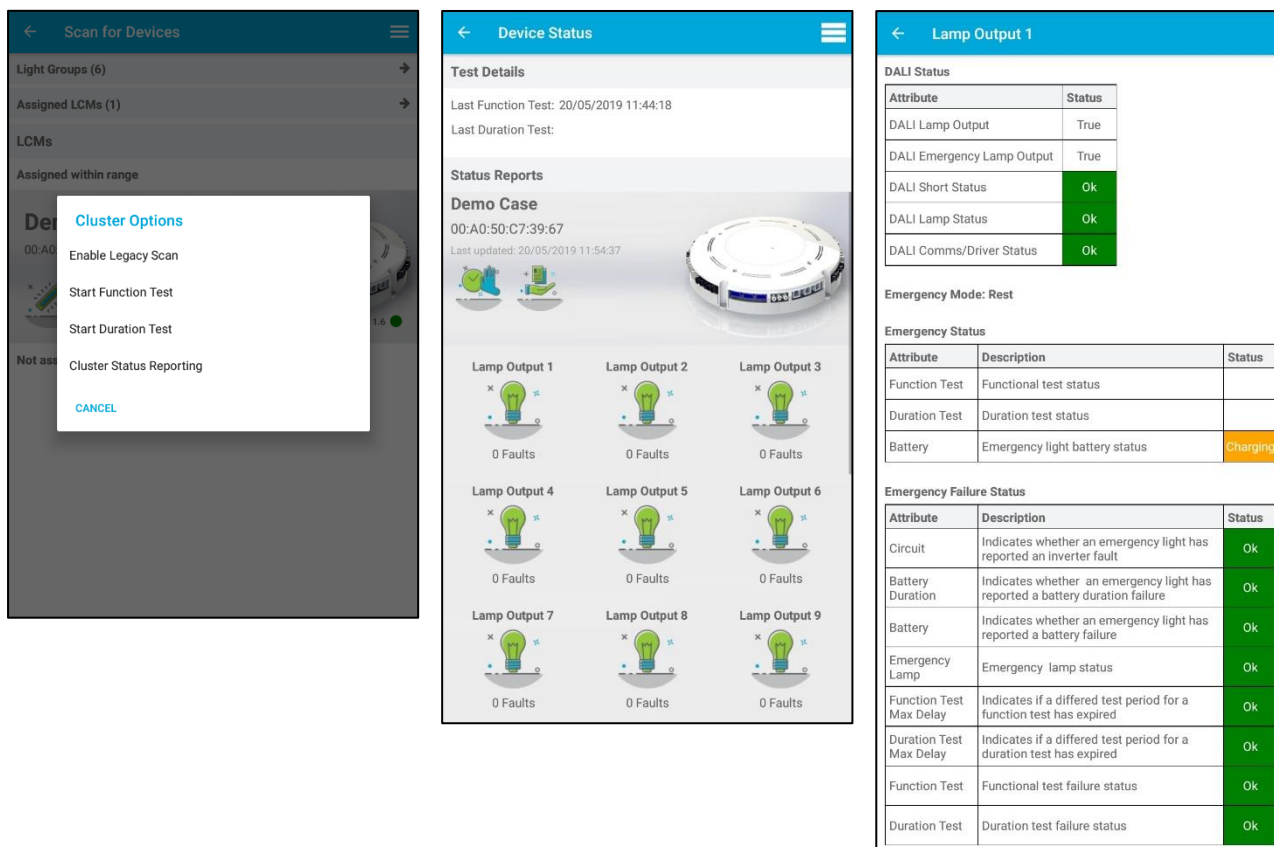 Scan for Devices
Light Groups (6)
Assigned LCMs (1)
LCMs
Assigned within range
Der
00:A0
1.6
Not ass
Cluster Options
Enable Legacy Scan
Start Function Test
Start Duration Test
Cluster Status Reporting
CANCEL
Device Status
Test Details
Last Function Test: 20/05/2019 11:44:18
Last Duration Test:
Status Reports
Demo Case
00:A0:50:C7:39:67
Last updated: 20/05/2019 11:54:37
Lamp Output 1 Lamp Output 2 Lamp Output 3
0 Faults 0 Faults 0 Faults
Lamp Output 4 Lamp Output 5 Lamp Output 6
0 Faults 0 Faults 0 Faults
Lamp Output 7 Lamp Output 8 Lamp Output 9
0 Faults 0 Faults 0 Faults
Lamp Output 1
DALI Status
Attribute Status
DALI Lamp Output True
DALI Emergency Lamp Output True
DALI Short Status Ok
DALI Lamp Status Ok
DALI Comms/Driver Status Ok
Emergency Mode: Rest
Emergency Status
Attribute Description Status
Function Test Functional test status
Duration Test Duration test status
Battery Emergency light battery status Charging
Emergency Failure Status
Attribute Description Status
Circuit Indicates whether an emergency light has
reported an inverter fault Ok
Battery Indicates whether an emergency light has
Duration reported a battery duration failure Ok
Battery Indicates whether an emergency light has
reported a battery failure Ok
Emergency
Lamp Emergency lamp status Ok
Function Test Indicates if a differed test period for a
Max Delay function test has expired Ok
Duration Test Indicates if a differed test period for a
Max Delay duration test has expired Ok
Function Test Functional test failure status Ok
Duration Test Duration test failure status Ok